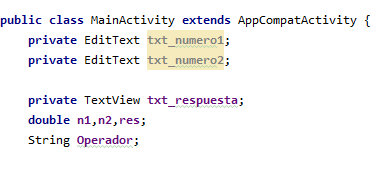 public class MainActivity extends AppCompatActivity {
private EditText txt_numero1;
private EditText txt_numero2;
private TextView txt_respuesta;
double n1,n2,res;
String Operador;